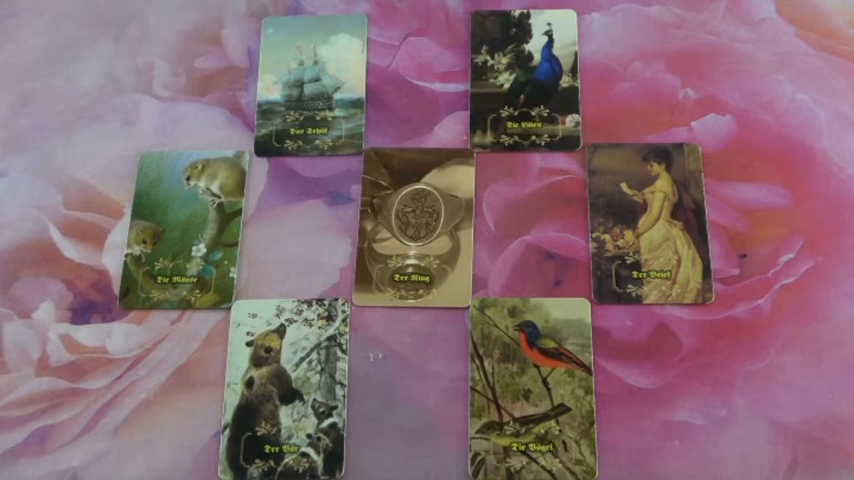 Das Schiff
Die Lilien
Die Mäuse
Der Ring
Der Brief
Der Bär
Die Vögel